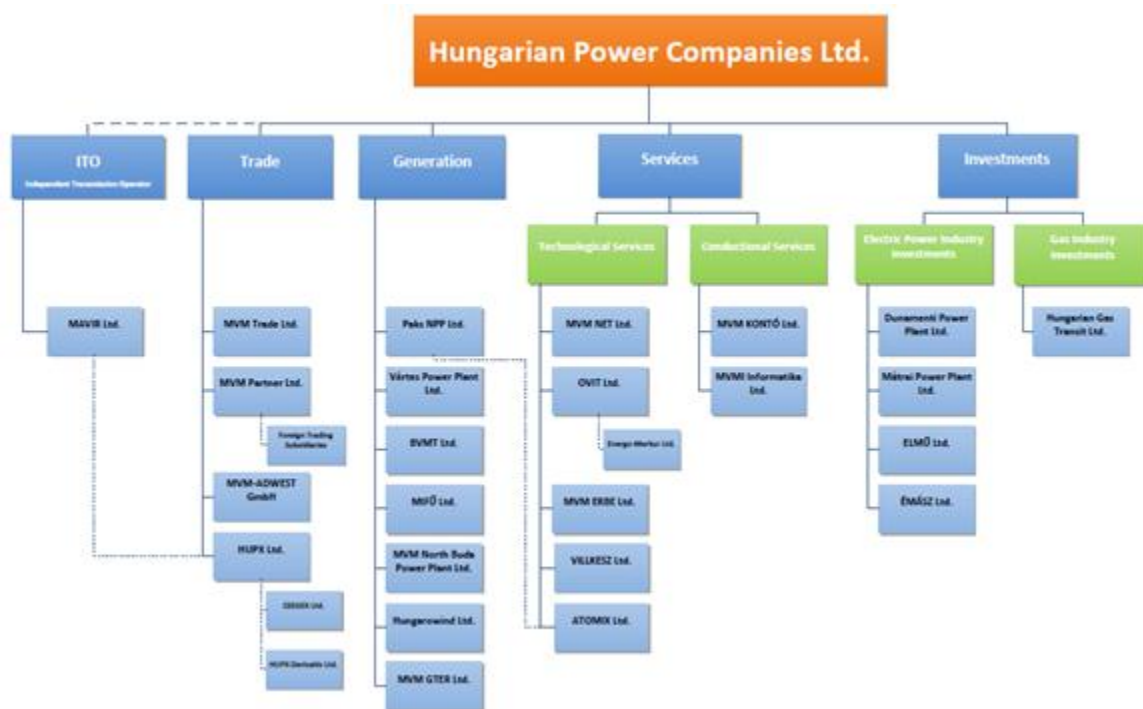 Hungarian Power Companies Ltd.
ITO
Independent Transmission Operator
Trade
Generation
Services
Investments
Technological Services
Conductional Services
Electric Power Industry
Investments
Gas Industry
Investments
MAVIR Ltd.
MVM Trade Ltd.
MVM Partner Ltd.
Foreign Trading
Subsidiaries
MVM-ADWEST
GmbH
HUPX Ltd.
HUPX Derivativ Ltd.
Paks NPP Ltd.
Vértes Power Plant
Ltd.
BVMT Ltd.
MIFŰ Ltd.
MVM North Buda
Power Plant Ltd.
Hungarowind Ltd.
MVM GTER Ltd.
MVM NET Ltd.
OVIT Ltd.
Energo-Merkur Ltd.
MVM ERBE Ltd.
VILLKESZ Ltd.
ATOMIX Ltd.
MVM KONTÓ Ltd.
MVMI Informatika Ltd.
Dunamenti Power
Plant Ltd.
Mátrai Power Plant
Ltd.
ELMŰ Ltd.
ÉMÁSZ Ltd.
Hungarian Gas
Transit Ltd.